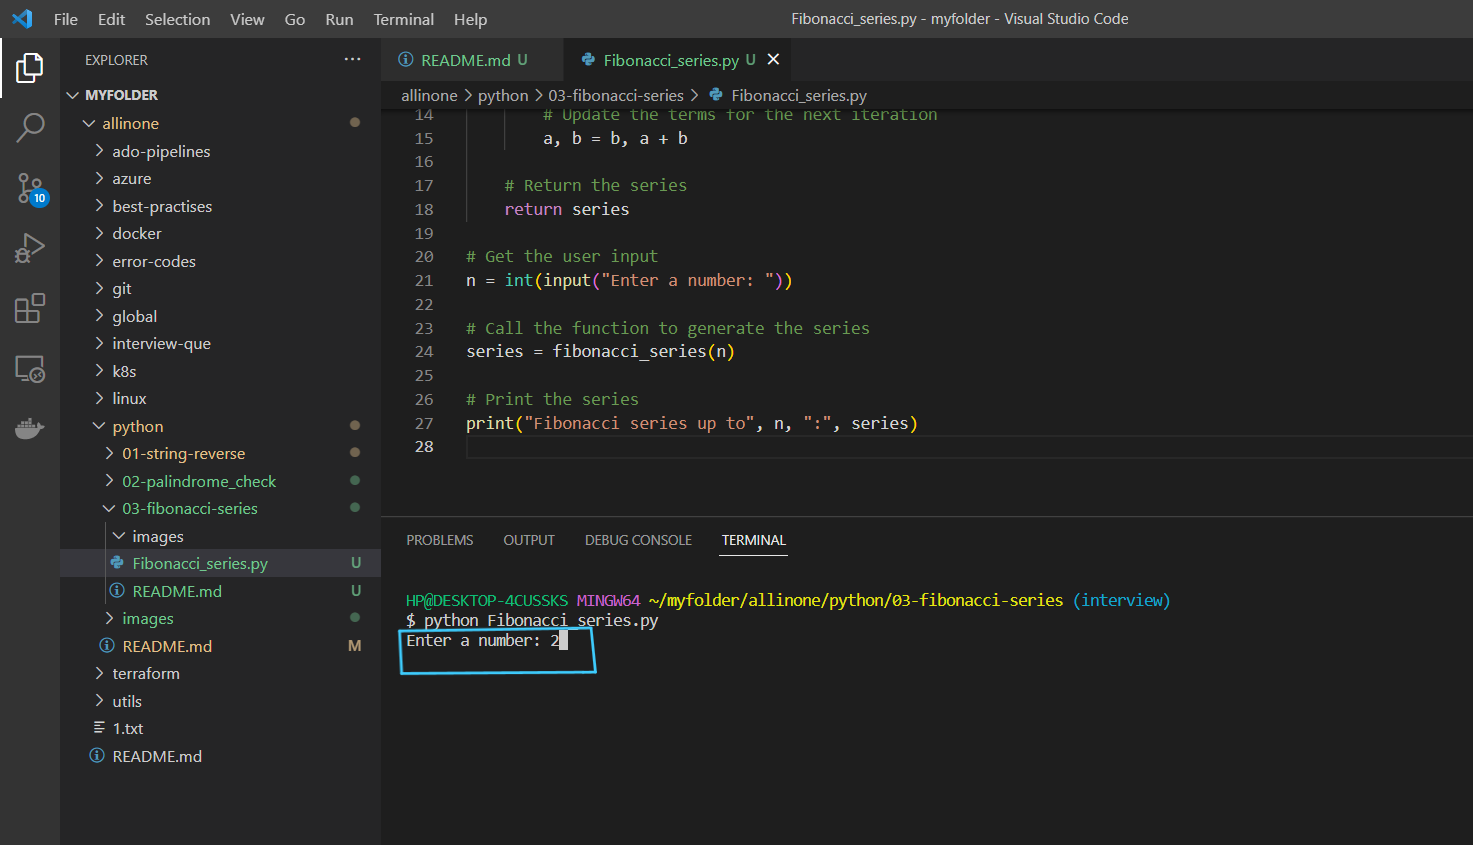 File Edit Selection View Go Run Terminal Help
Fibonacci_series.py - myfolder - Visual Studio Code
EXPLORER ···
MYFOLDER
allinone
ado-pipelines
azure
best-practises
docker
error-codes
git
global
interview-que
k8s
linux
python
01-string-reverse
02-palindrome_check
03-fibonacci-series
images
Fibonacci_series.py U
README.md U
images
README.md M
terraform
utils
1.txt
README.md
10
README.md U
Fibonacci_series.py U
allinone > python > 03-fibonacci-series > Fibonacci_series.py
14 # Update the terms for the next iteration
15 a, b = b, a + b
16
17 # Return the series
18 return series
19
20 # Get the user input
21 n = int(input("Enter a number: "))
22
23 # Call the function to generate the series
24 series = fibonacci_series(n)
25
26 # Print the series
27 print("Fibonacci series up to", n, ":", series)
28
PROBLEMS OUTPUT DEBUG CONSOLE TERMINAL
HP@DESKTOP-4CUSSKS MINGW64 ~/myfolder/allinone/python/03-fibonacci-series (interview)
$ python Fibonacci_series.py
Enter a number: 2